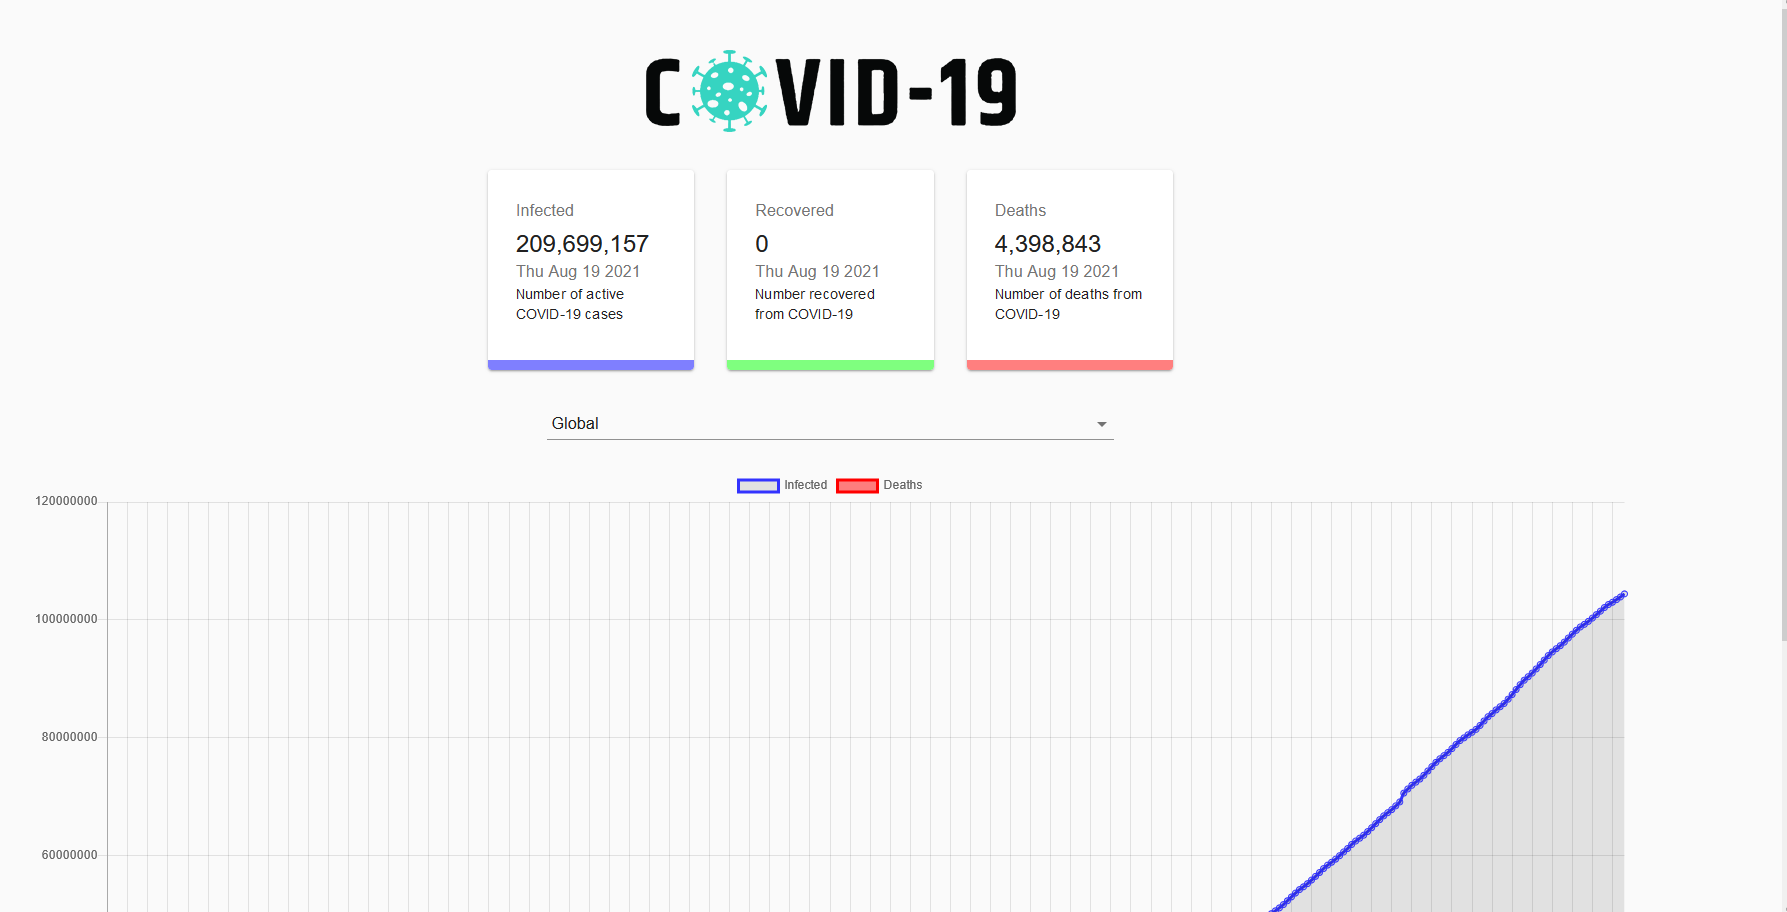 COVID-19
Infected
209,699,157
Thu Aug 19 2021
Number of active
COVID-19 cases
Recovered
0
Thu Aug 19 2021
Number recovered
from COVID-19
Deaths
4,398,843
Thu Aug 19 2021
Number of deaths from
COVID-19
Global
Infected Deaths
120000000
100000000
80000000
60000000